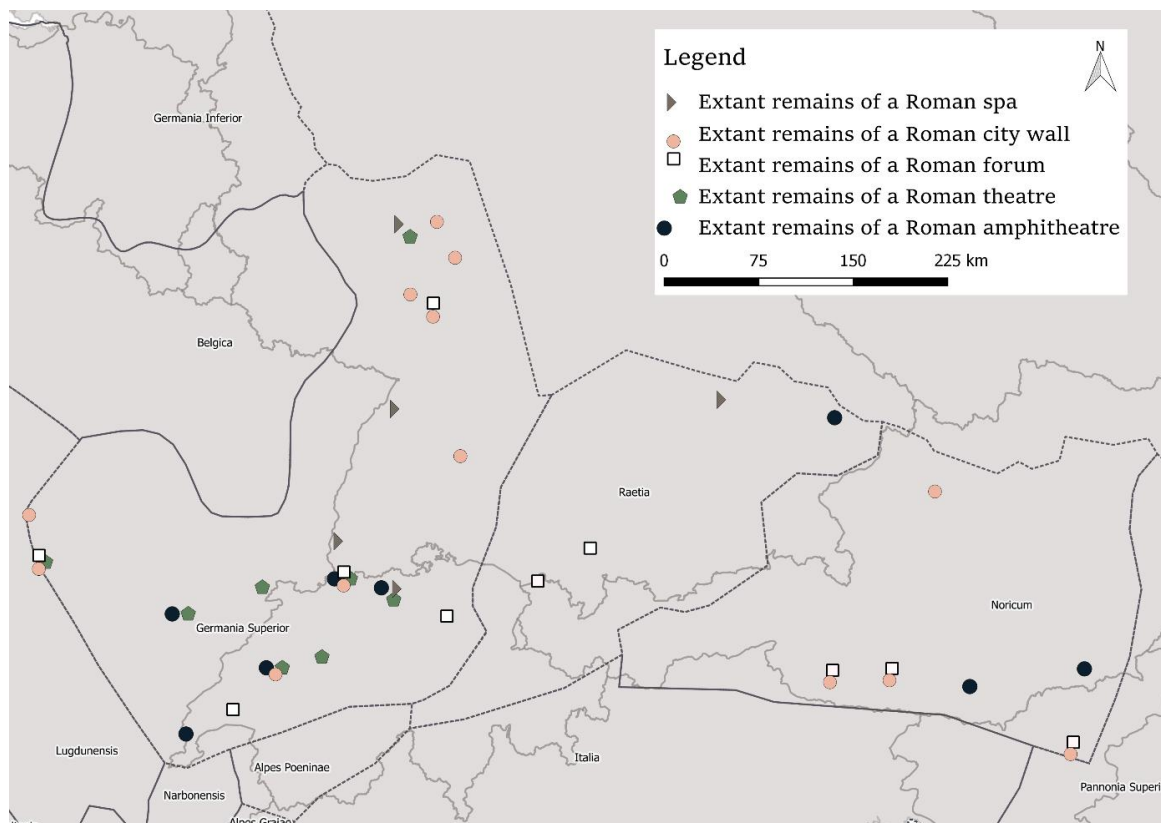 Legend
N
Extant remains of a Roman spa
Extant remains of a Roman city wall
Extant remains of a Roman forum
Extant remains of a Roman theatre
Extant remains of a Roman amphitheatre
0 75 150 225 km
Germania Inferior
Belgica
Raetia
Noricum
Germania Superior
Lugdunensis
Alpes Poeninae
Italia
Narbonensis
Pannonia Superi
Alpes Graiae